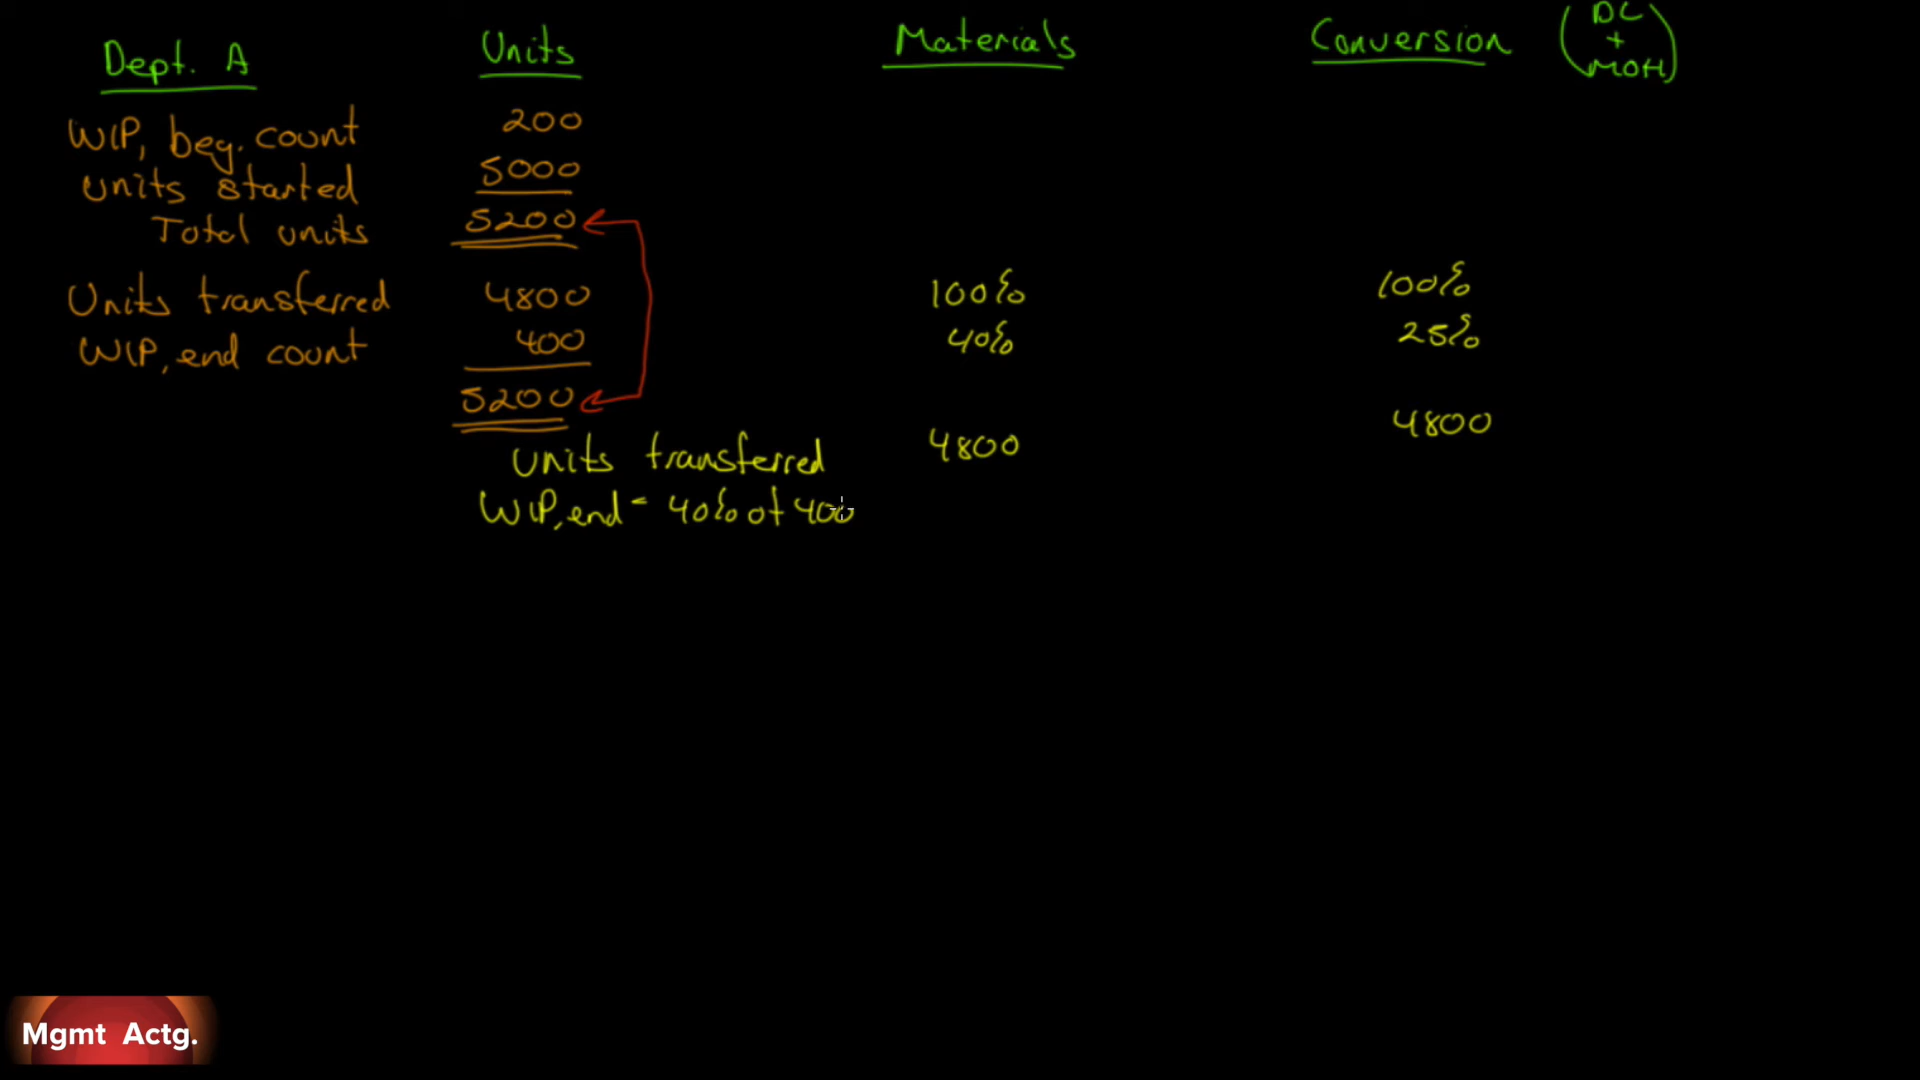 Dept. A Units Materials Conversion (DL + MOH)
WIP, beg. count 200
Units started 5000
Total units 5200
Units transferred 4800 100% 100%
WIP, end count 400 40% 25%
5200
Units transferred 4800 4800
WIP, end - 40% of 400
Mgmt Actg.